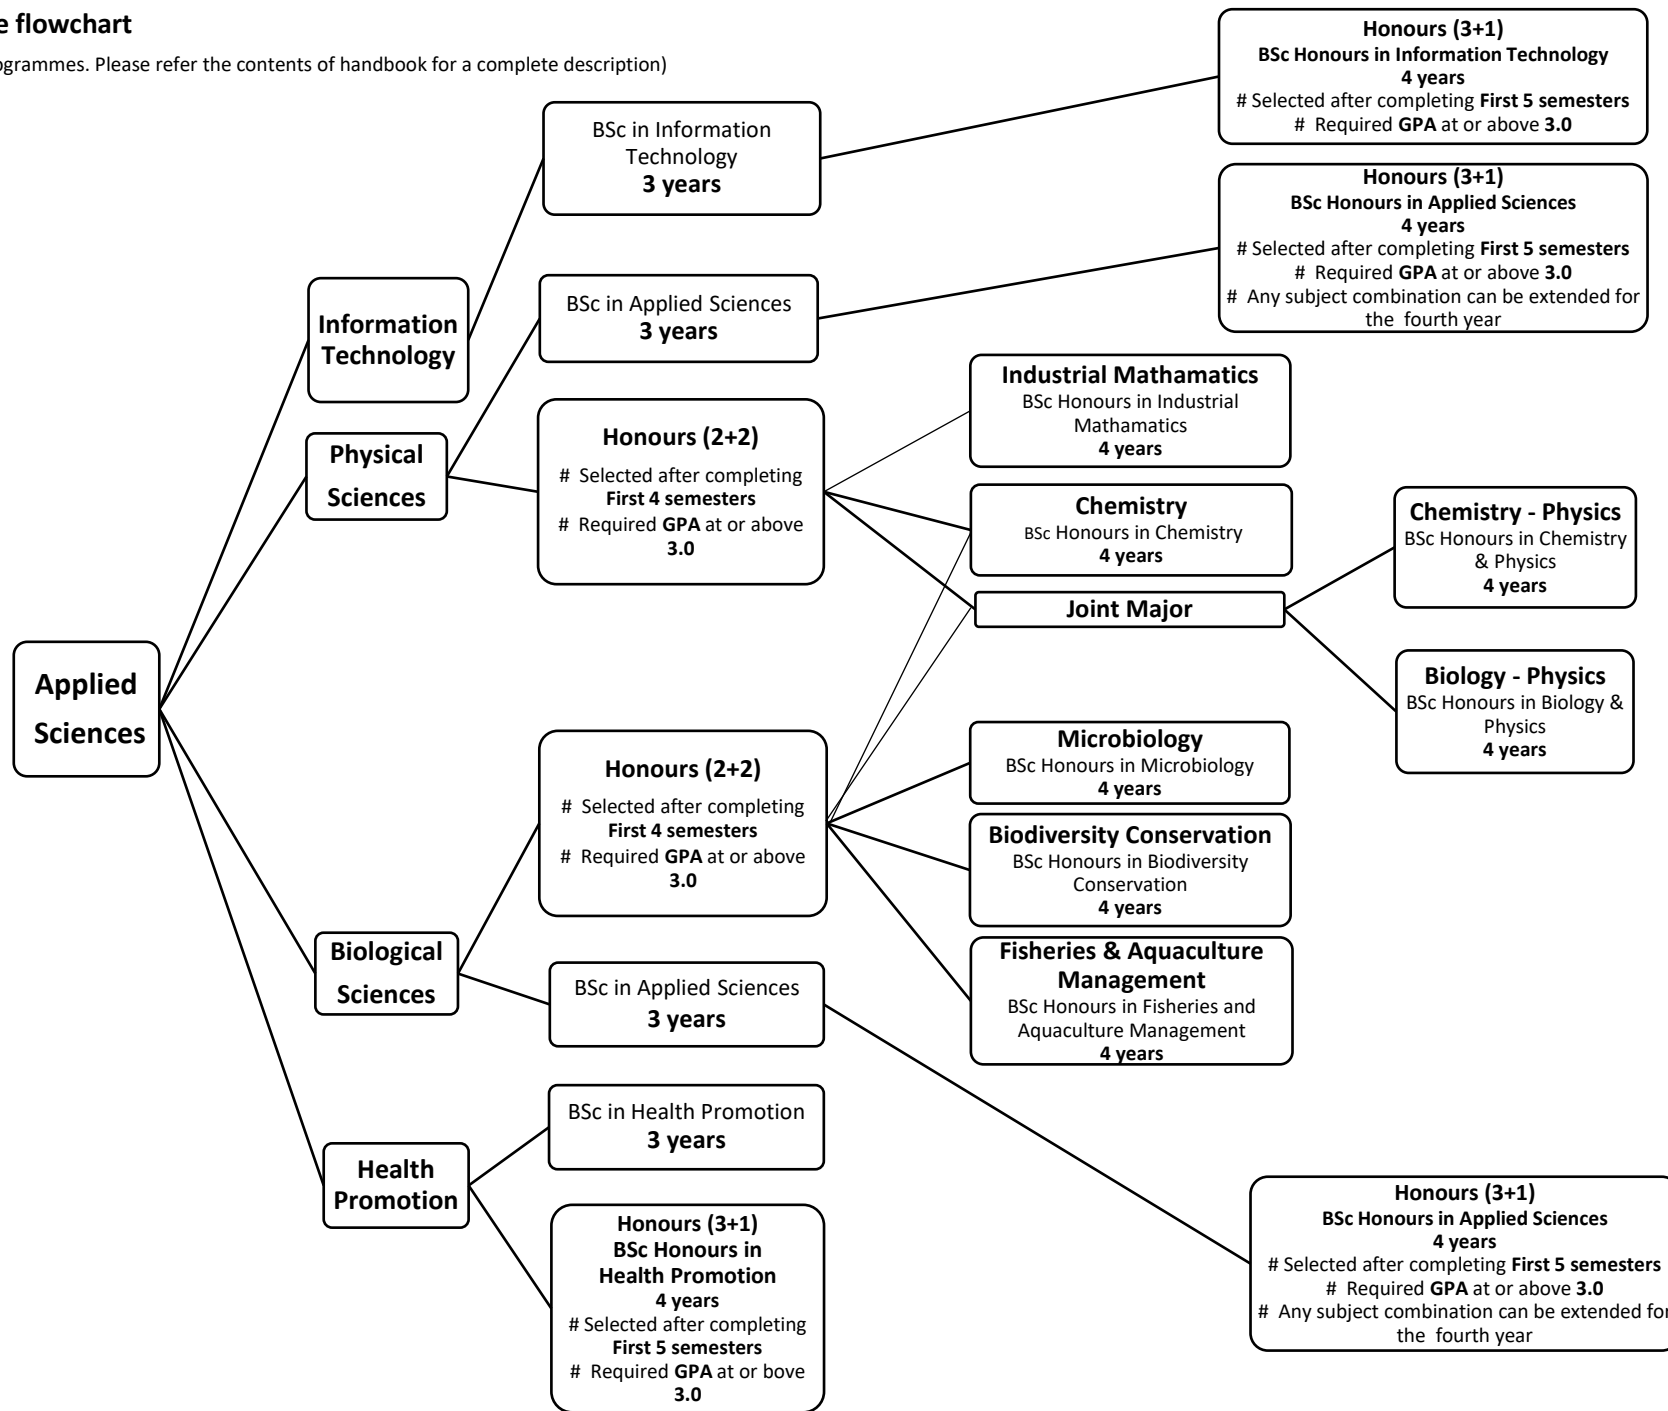 e flowchart
ogrammes. Please refer the contents of handbook for a complete description)
Honours (3+1)
BSc Honours in Information Technology
4 years
# Selected after completing First 5 semesters
# Required GPA at or above 3.0
BSc in Information
Technology
3 years
Honours (3+1)
BSc Honours in Applied Sciences
4 years
# Selected after completing First 5 semesters
# Required GPA at or above 3.0
# Any subject combination can be extended for
the fourth year
BSc in Applied Sciences
3 years
Information
Technology
Industrial Mathamatics
BSc Honours in Industrial
Mathamatics
4 years
Honours (2+2)
# Selected after completing
First 4 semesters
# Required GPA at or above
3.0
Physical
Sciences
Chemistry
BSc Honours in Chemistry
4 years
Chemistry - Physics
BSc Honours in Chemistry
& Physics
4 years
Joint Major
Applied
Sciences
Biology - Physics
BSc Honours in Biology &
Physics
4 years
Microbiology
BSc Honours in Microbiology
4 years
Honours (2+2)
# Selected after completing
First 4 semesters
# Required GPA at or above
3.0
Biodiversity Conservation
BSc Honours in Biodiversity
Conservation
4 years
Biological
Sciences
Fisheries & Aquaculture
Management
BSc Honours in Fisheries and
Aquaculture Management
4 years
BSc in Applied Sciences
3 years
BSc in Health Promotion
3 years
Health
Promotion
Honours (3+1)
BSc Honours in Applied Sciences
4 years
# Selected after completing First 5 semesters
# Required GPA at or above 3.0
# Any subject combination can be extended for
the fourth year
Honours (3+1)
BSc Honours in
Health Promotion
4 years
# Selected after completing
First 5 semesters
# Required GPA at or bove
3.0